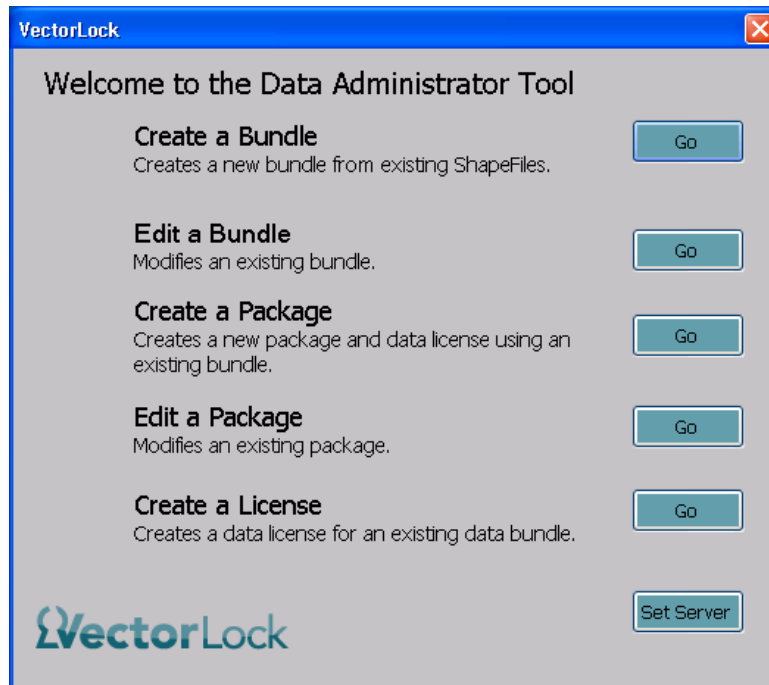 VectorLock
Welcome to the Data Administrator Tool
Create a Bundle
Creates a new bundle from existing ShapeFiles.
Go
Edit a Bundle
Modifies an existing bundle.
Go
Create a Package
Creates a new package and data license using an
existing bundle.
Go
Edit a Package
Modifies an existing package.
Go
Create a License
Creates a data license for an existing data bundle.
Go
Set Server
VectorLock